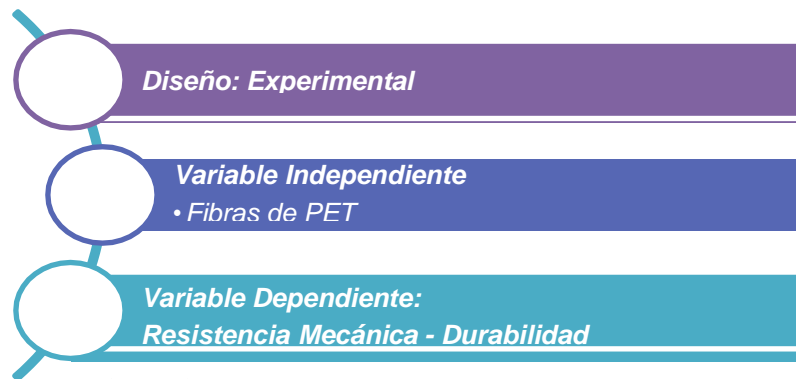 Diseño: Experimental
Variable Independiente
• Fibras de PET
Variable Dependiente:
Resistencia Mecánica - Durabilidad